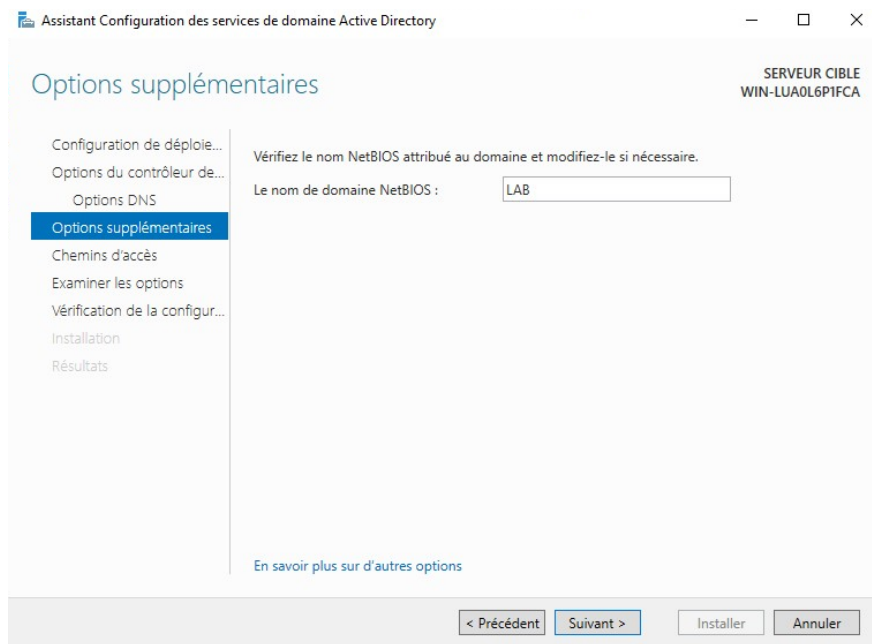 Assistant Configuration des services de domaine Active Directory
Options supplémentaires
SERVEUR CIBLE
WIN-LUA0L6P1FCA
Configuration de déploie...
Options du contrôleur de...
Options DNS
Options supplémentaires
Chemins d'accès
Examiner les options
Vérification de la configur...
Installation
Résultats
Vérifiez le nom NetBIOS attribué au domaine et modifiez-le si nécessaire.
Le nom de domaine NetBIOS : LAB
En savoir plus sur d'autres options
< Précédent Suivant > Installer Annuler